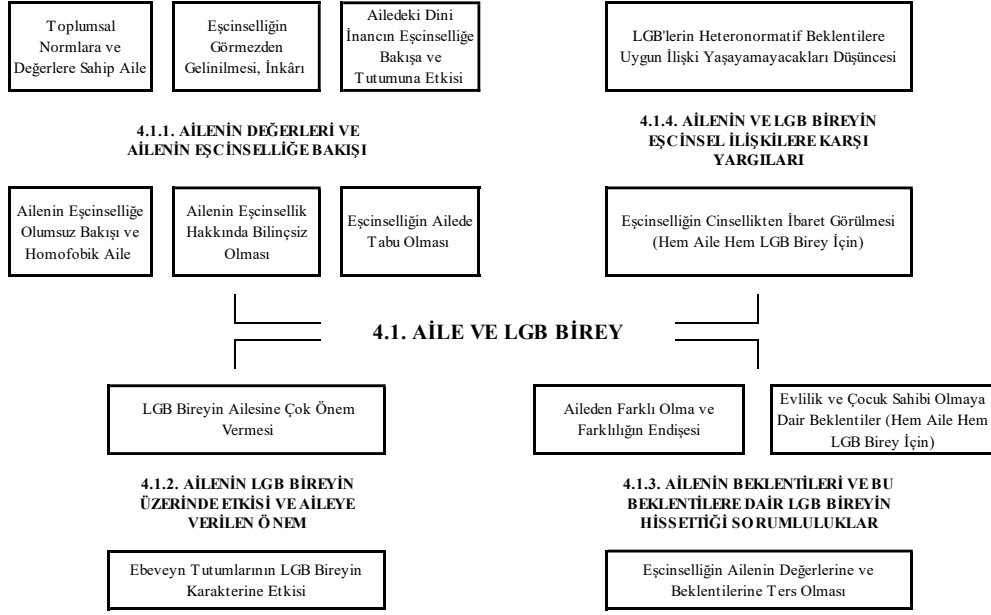 Toplumsal
Normlara ve
Değerlere Sahip Aile
Eşcinselliğin
Görmezden
Gelinilmesi, İnkârı
Ailedeki Dini
İnancın Eşcinselliğe
Bakışa ve
Tutumuna Etkisi
4.1.1. AİLENİN DEĞERLERİ VE
AİLENİN EŞCİNSELLİĞE BAKIŞI
Ailenin Eşcinselliğe
Olumsuz Bakışı ve
Homofobik Aile
Ailenin Eşcinsellik
Hakkında Bilinçsiz
Olması
Eşcinselliğin Ailede
Tabu Olması
LGB'lerin Heteronormatif Beklentilere
Uygun İlişki Yaşayamayacakları Düşüncesi
4.1.4. AİLENİN VE LGB BİREYİN
EŞCİNSEL İLİŞKİLERE KARŞI
YARGILARI
Eşcinselliğin Cinsellikten İbaret Görülmesi
(Hem Aile Hem LGB Birey İçin)
4.1. AİLE VE LGB BİREY
LGB Bireyin Ailesine Çok Önem
Vermesi
4.1.2. AİLENİN LGB BİREYİN
ÜZERİNDE ETKİSİ VE AİLEYE
VERİLEN ÖNEM
Ebeveyn Tutumlarının LGB Bireyin
Karakterine Etkisi
Aileden Farklı Olma ve
Farklılığın Endişesi
Evlilik ve Çocuk Sahibi Olmaya
Dair Beklentiler (Hem Aile Hem
LGB Birey İçin)
4.1.3. AİLENİN BEKLENTİLERİ VE BU
BEKLENTİLERE DAİR LGB BİREYİN
HİSSETTİĞİ SORUMLULUKLAR
Eşcinselliğin Ailenin Değerlerine ve
Beklentilerine Ters Olması